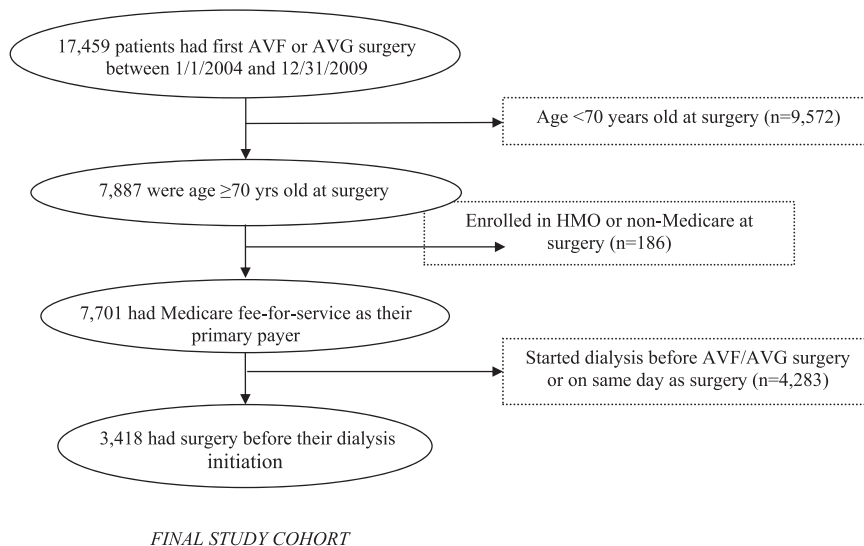 17,459 patients had first AVF or AVG surgery
between 1/1/2004 and 12/31/2009
Age <70 years old at surgery (n=9,572)
7,887 were age ≥70 yrs old at surgery
Enrolled in HMO or non-Medicare at
surgery (n=186)
7,701 had Medicare fee-for-service as their
primary payer
Started dialysis before AVF/AVG surgery
or on same day as surgery (n=4,283)
3,418 had surgery before their dialysis
initiation
FINAL STUDY COHORT